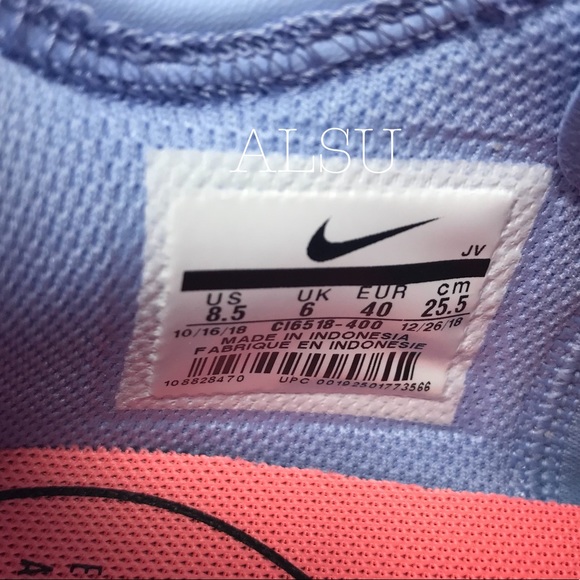 ALSU
JV
US UK EUR cm
8.5 6 40 25.5
10/16/18 CI6518-400 12/26/18
MADE IN INDONESIA
FABRIQUE EN INDONESIE
108828470 UPC 00192501773566
E
A